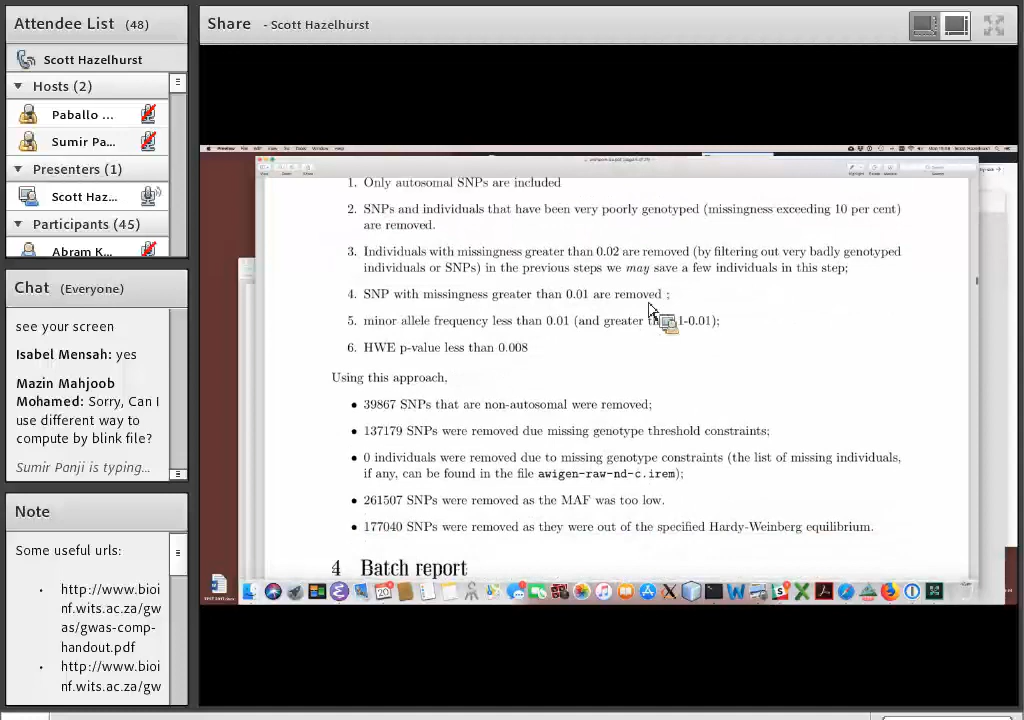 Attendee List (48)
Scott Hazelhurst
Hosts (2)
Paballo ...
Sumir Pa...
Presenters (1)
Scott Haz...
Participants (45)
Abram K...
Chat (Everyone)
see your screen
Isabel Mensah: yes
Mazin Mahjoob
Mohamed: Sorry, Can I
use different way to
compute by blink file?
Sumir Panji is typing...
Note
Some useful urls:
• http://www.bioi
nf.wits.ac.za/gw
as/gwas-comp-
handout.pdf
• http://www.bioi
nf.wits.ac.za/gw
Share - Scott Hazelhurst
1. Only autosomal SNPs are included
2. SNPs and individuals that have been very poorly genotyped (missingness exceeding 10 per cent)
are removed.
3. Individuals with missingness greater than 0.02 are removed (by filtering out very badly genotyped
individuals or SNPs) in the previous steps we may save a few individuals in this step;
4. SNP with missingness greater than 0.01 are removed ;
5. minor allele frequency less than 0.01 (and greater 1-0.01);
6. HWE p-value less than 0.008
Using this approach,
• 39867 SNPs that are non-autosomal were removed;
• 137179 SNPs were removed due missing genotype threshold constraints;
• 0 individuals were removed due to missing genotype constraints (the list of missing individuals,
if any, can be found in the file awigen-raw-nd-c.irem);
• 261507 SNPs were removed as the MAF was too low.
• 177040 SNPs were removed as they were out of the specified Hardy-Weinberg equilibrium.
4 Batch report